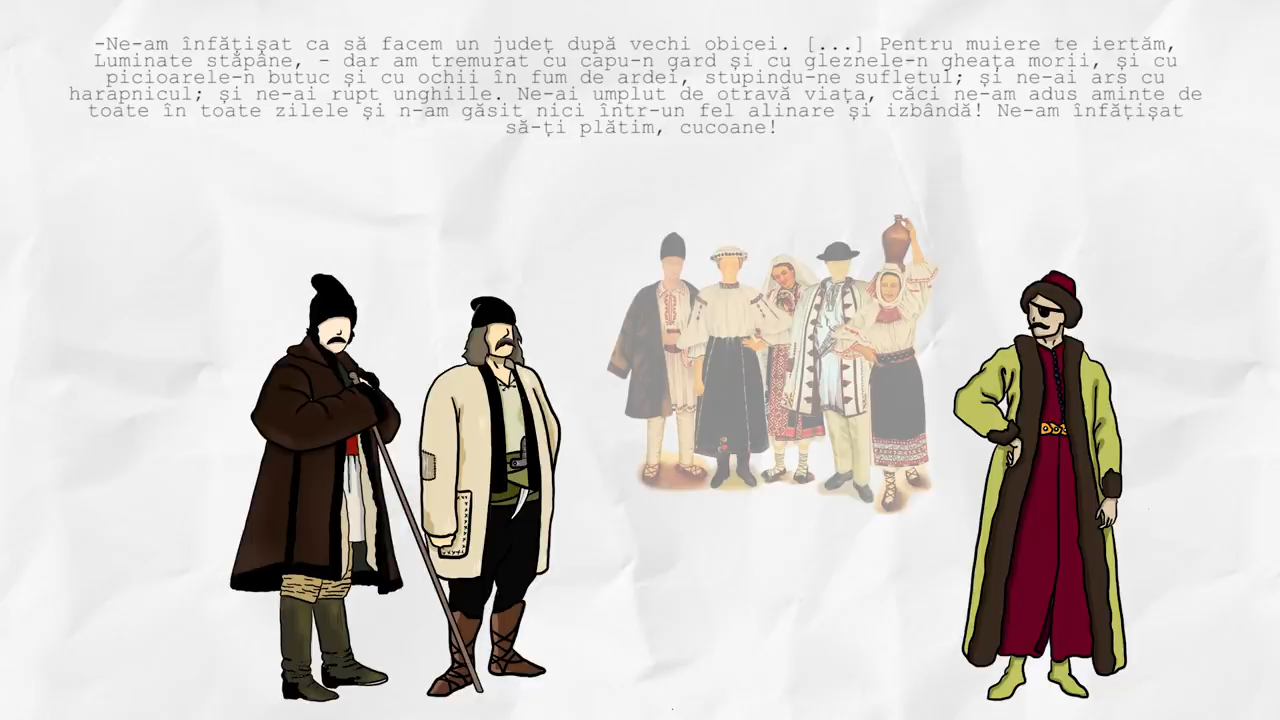 -Ne-am înfățișat ca să facem un județ după vechi obicei. [...] Pentru muiere te iertăm,
Luminate stăpâne, - dar am tremurat cu capu-n gard și cu gleznele-n gheața morii, și cu
picioarele-n butuc și cu ochii în fum de ardei, stupindu-ne sufletul; și ne-ai ars cu
harapnicul; și ne-ai rupt unghiile. Ne-ai umplut de otravă viața, căci ne-am adus aminte de
toate în toate zilele și n-am găsit nici într-un fel alinare și izbândă! Ne-am înfățișat
să-ți plătim, cucoane!